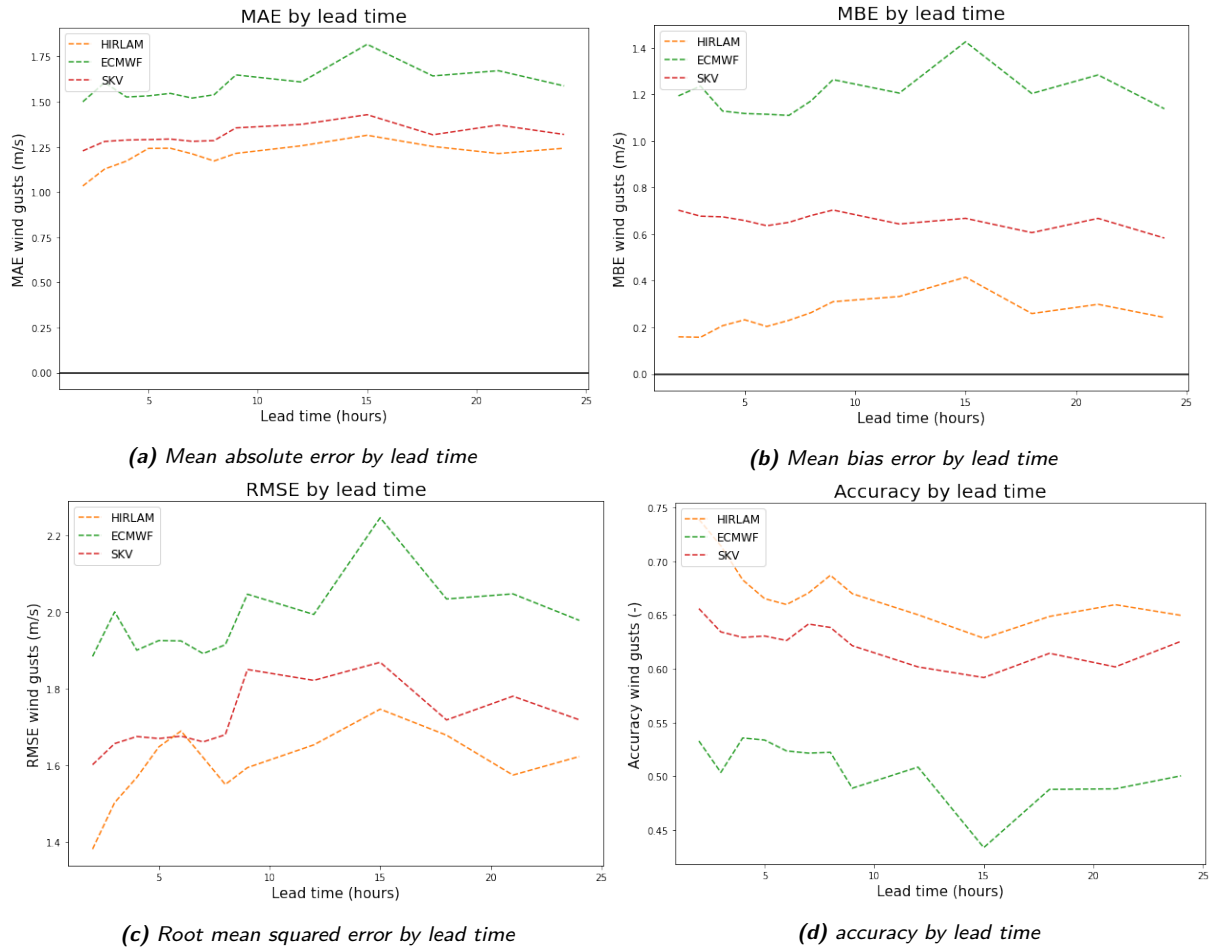 MAE by lead time
HIRLAM
ECMWF
SKV
1.75
1.50
1.25
1.00
0.75
0.50
0.25
0.00
MAE wind gusts (m/s)
5
10
15
20
25
Lead time (hours)
(a) Mean absolute error by lead time
MBE by lead time
HIRLAM
ECMWF
SKV
1.4
1.2
1.0
0.8
0.6
0.4
0.2
0.0
MBE wind gusts (m/s)
5
10
15
20
25
Lead time (hours)
(b) Mean bias error by lead time
RMSE by lead time
HIRLAM
ECMWF
SKV
2.2
2.0
1.8
1.6
1.4
RMSE wind gusts (m/s)
5
10
15
20
25
Lead time (hours)
(c) Root mean squared error by lead time
Accuracy by lead time
HIRLAM
ECMWF
SKV
0.75
0.70
0.65
0.60
0.55
0.50
0.45
Accuracy wind gusts (-)
5
10
15
20
25
Lead time (hours)
(d) accuracy by lead time